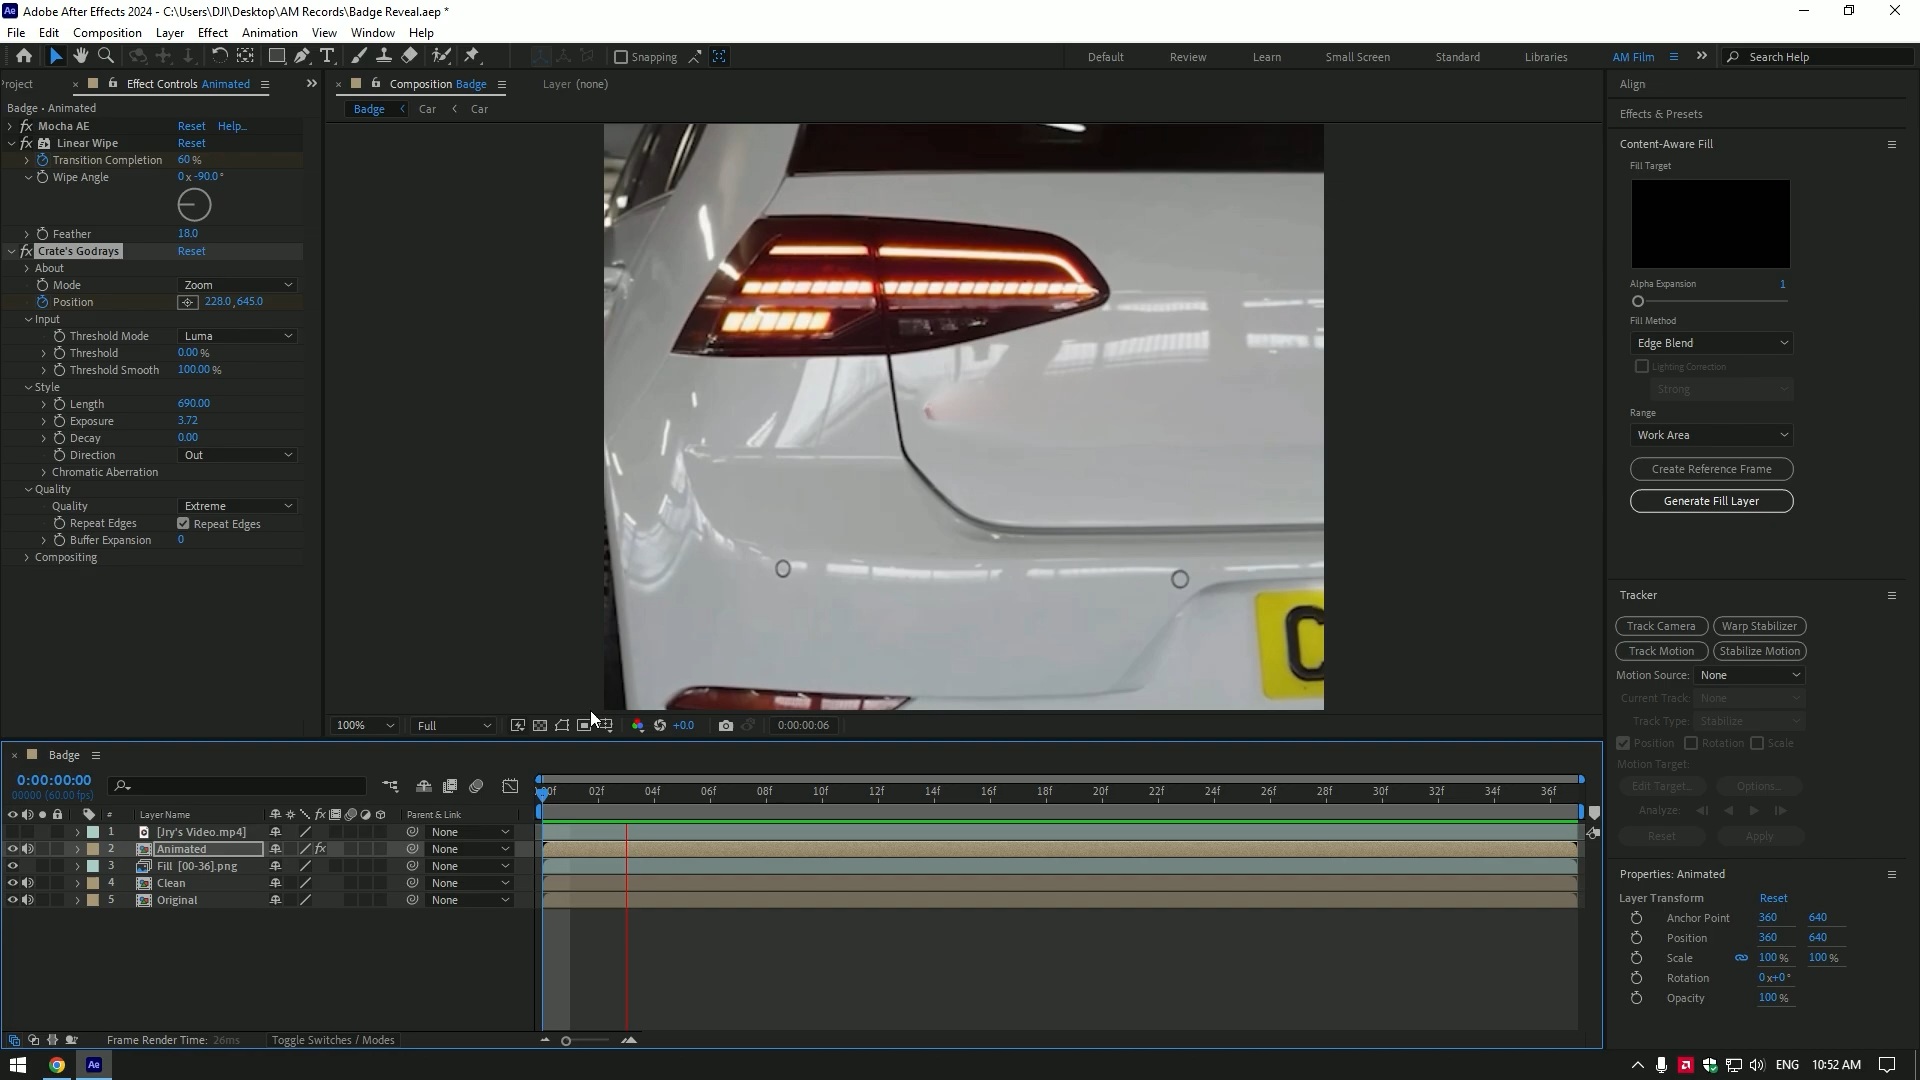 Adobe After Effects 2024 - C:\Users\DJI\Desktop\AM Records\Badge Reveal.aep *
File Edit Composition Layer Effect Animation View Window Help
Snapping
Default Review Learn Small Screen Standard Libraries AM Film Search Help
roject Effect Controls Animated
Composition Badge Layer (none)
Badge • Animated
Badge Car Car
fx Mocha AE Reset Help...
fx Linear Wipe Reset
Transition Completion 60 %
Wipe Angle 0 x -90.0 °
Feather 18.0
fx Crate's Godrays Reset
About
Mode Zoom
Position 228.0 , 645.0
Input
Threshold Mode Luma
Threshold 0.00 %
Threshold Smooth 100.00 %
Style
Length 690.00
Exposure 3.72
Decay 0.00
Direction Out
Chromatic Aberration
Quality
Quality Extreme
Repeat Edges Repeat Edges
Buffer Expansion 0
Compositing
C
100% Full +0.0 0:00:00:06
Align
Effects & Presets
Content-Aware Fill
Fill Target
Alpha Expansion 1
Fill Method
Edge Blend
Lighting Correction
Strong
Range
Work Area
Create Reference Frame
Generate Fill Layer
Tracker
Track Camera Warp Stabilizer
Track Motion Stabilize Motion
Motion Source: None
Current Track: None
Track Type: Stabilize
Position Rotation Scale
Motion Target:
Edit Target... Options...
Analyze:
Reset Apply
Properties: Animated
Layer Transform Reset
Anchor Point 360 640
Position 360 640
Scale 100 % 100 %
Rotation 0 x+0 °
Opacity 100 %
Badge
0:00:00:00
00000 (60.00 fps)
:00f 02f 04f 06f 08f 10f 12f 14f 16f 18f 20f 22f 24f 26f 28f 30f 32f 34f 36f
# Layer Name fx Parent & Link
1 [Jry's Video.mp4] None
2 Animated fx None
3 Fill_[00-36].png None
4 Clean None
5 Original None
Frame Render Time: 26ms Toggle Switches / Modes
Ae ENG 10:52 AM